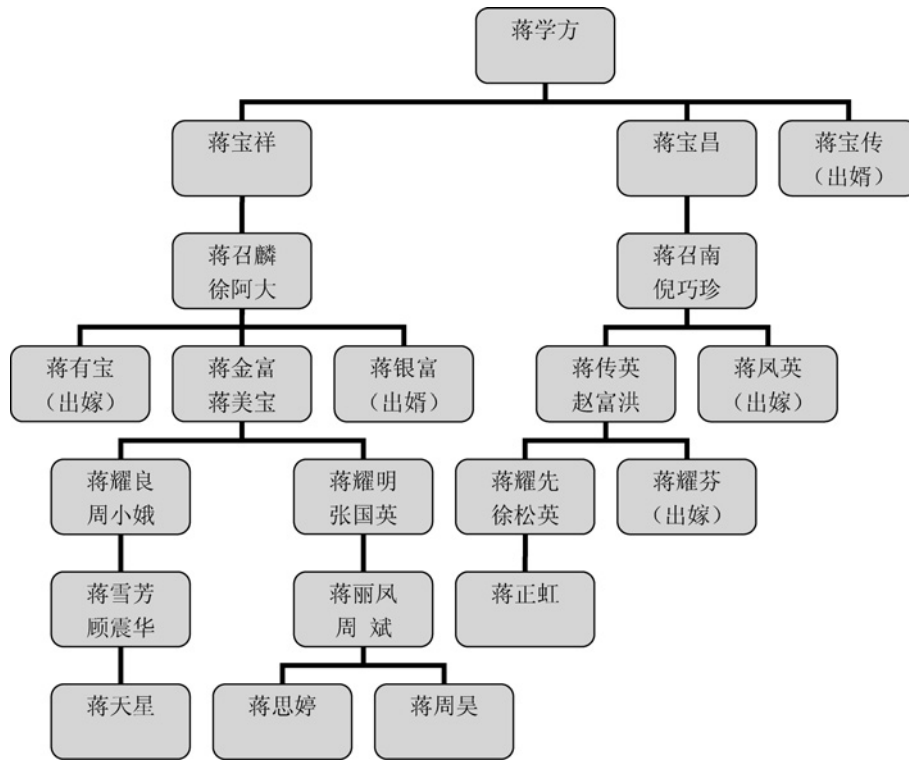 蒋学方
蒋宝祥
蒋宝昌
蒋宝传
（出婿）
蒋召麟
徐阿大
蒋召南
倪巧珍
蒋有宝
（出嫁）
蒋金富
蒋美宝
蒋银富
（出婿）
蒋传英
赵富洪
蒋凤英
（出嫁）
蒋耀良
周小娥
蒋耀明
张国英
蒋耀先
徐松英
蒋耀芬
（出嫁）
蒋雪芳
顾震华
蒋丽凤
周 斌
蒋正虹
蒋天星
蒋思婷
蒋周昊